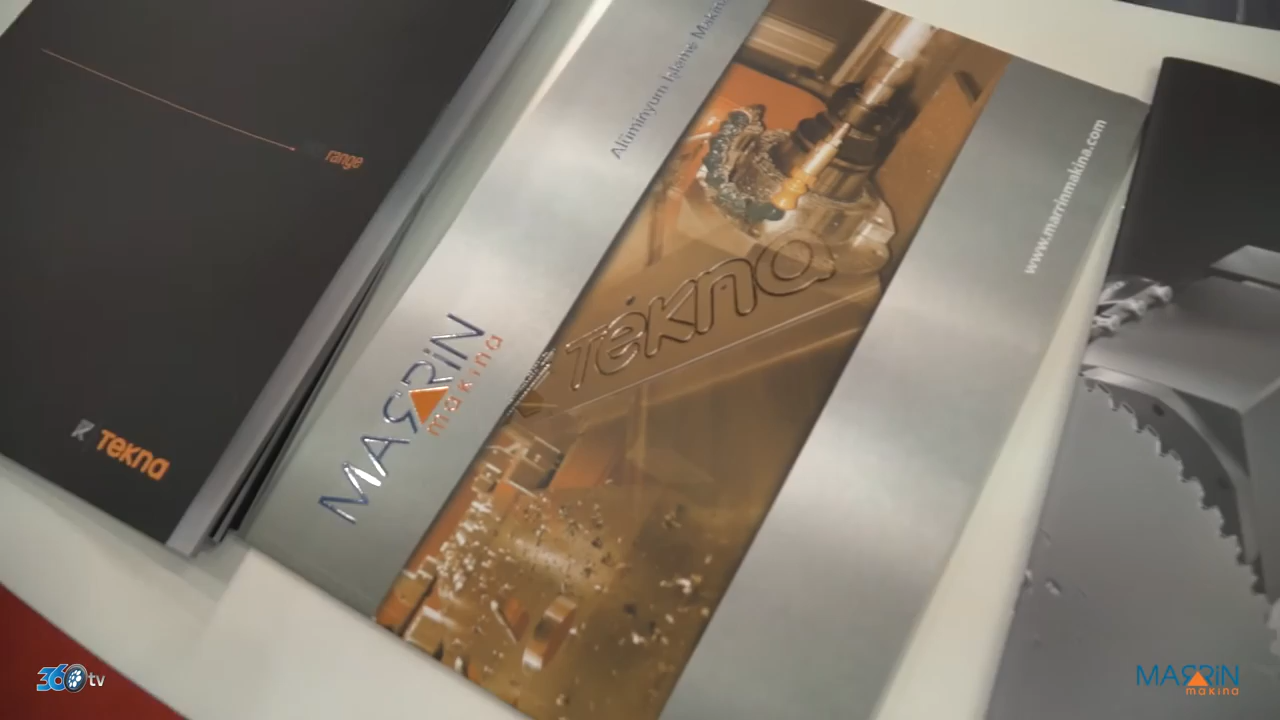 range
Tekna
Alüminyum İşleme Makin
MARRiN
makina
Tekna
www.marrinmakina.com
360tv
MARRiN
makina